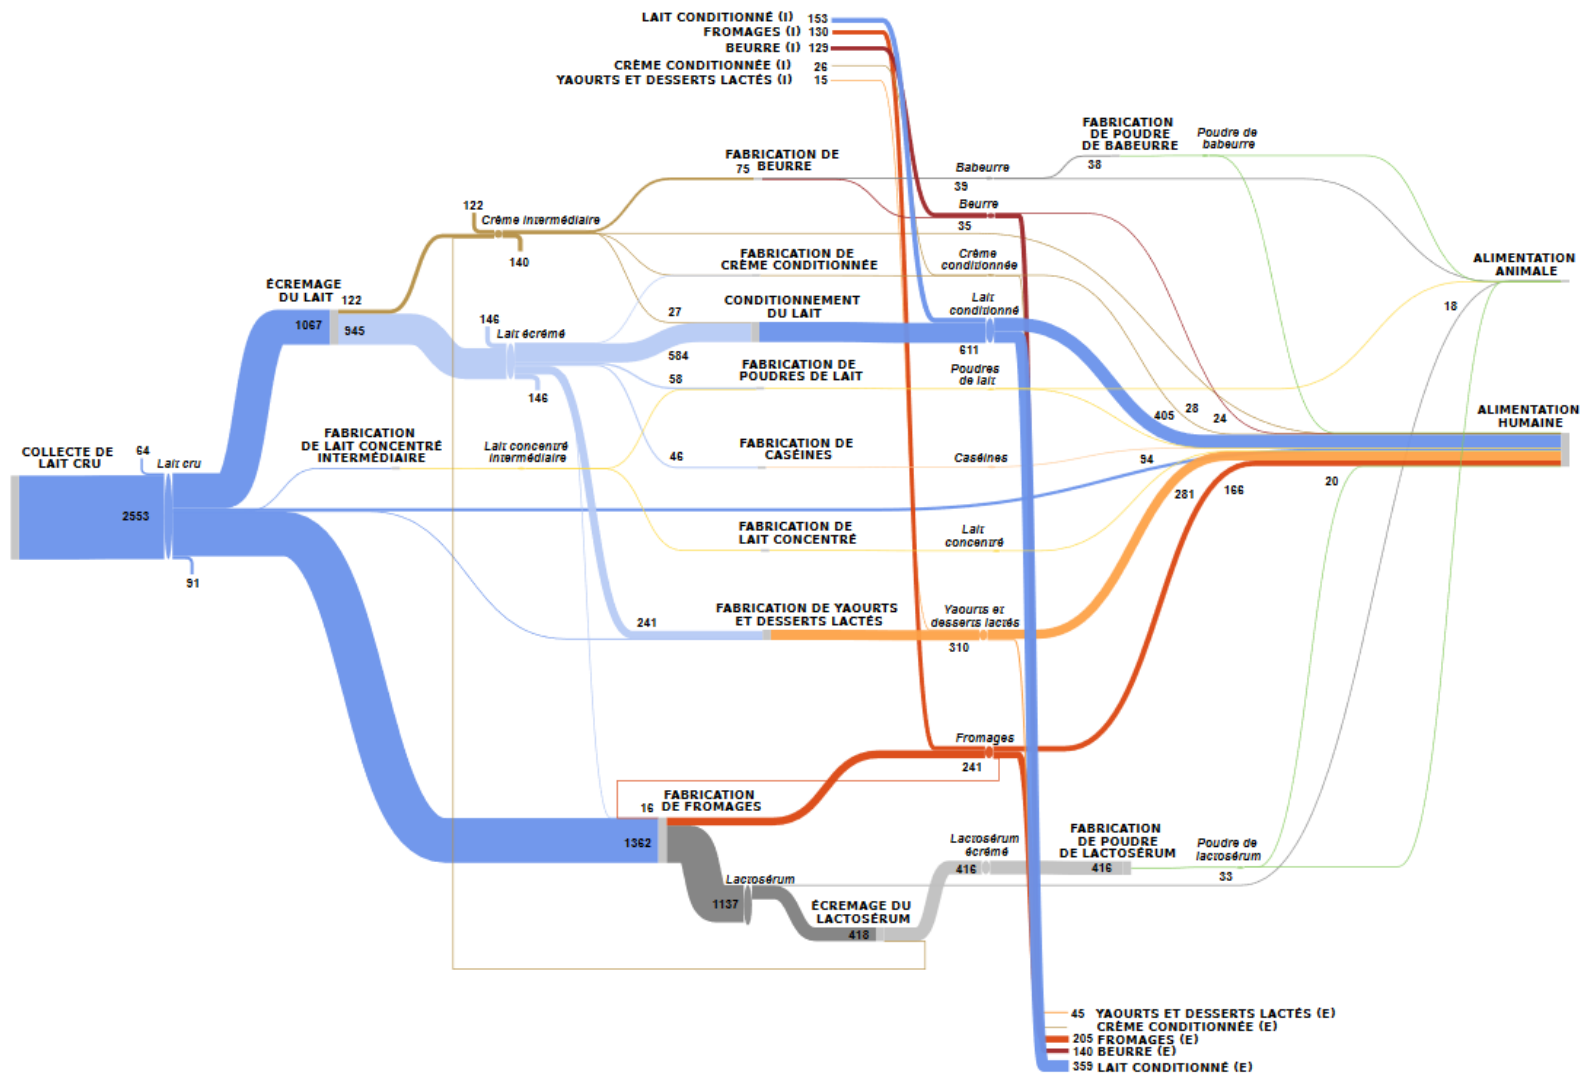 LAIT CONDITIONNÉ (I) 153
FROMAGES (I) 130
BEURRE (I) 129
CRÈME CONDITIONNÉE (I) 26
YAOURTS ET DESSERTS LACTÉS (I) 15
FABRICATION
DE POUDRE
DE BABEURRE
38
Poudre de
babeurre
FABRICATION DE
BEURRE
75
Babeurre
39
Beurre
35
122
Crème intermédiaire
140
FABRICATION DE
CRÈME CONDITIONNÉE
Crème
conditionnée
ALIMENTATION
ANIMALE
18
ÉCREMAGE
DU LAIT
122
1067
945
146
Lait écrémé
146
27
CONDITIONNEMENT
DU LAIT
584
Lait
conditionné
611
58
FABRICATION DE
POUDRES DE LAIT
Poudres
de lait
405
28
24
ALIMENTATION
HUMAINE
COLLECTE DE
LAIT CRU
64
Lait cru
2553
91
FABRICATION
DE LAIT CONCENTRÉ
INTERMÉDIAIRE
Lait concentré
intermédiaire
46
FABRICATION DE
CASÉINES
Caséines
94
281
166
20
FABRICATION DE
LAIT CONCENTRÉ
Lait
concentré
241
FABRICATION DE YAOURTS
ET DESSERTS LACTÉS
Yaourts et
desserts lactés
310
Fromages
241
16
FABRICATION
DE FROMAGES
1362
Lactosérum
1137
ÉCREMAGE DU
LACTOSÉRUM
418
Lactosérum
écrémé
416
FABRICATION
DE POUDRE
DE LACTOSÉRUM
416
Poudre de
lactosérum
33
45 YAOURTS ET DESSERTS LACTÉS (E)
CRÈME CONDITIONNÉE (E)
205 FROMAGES (E)
140 BEURRE (E)
359 LAIT CONDITIONNÉ (E)